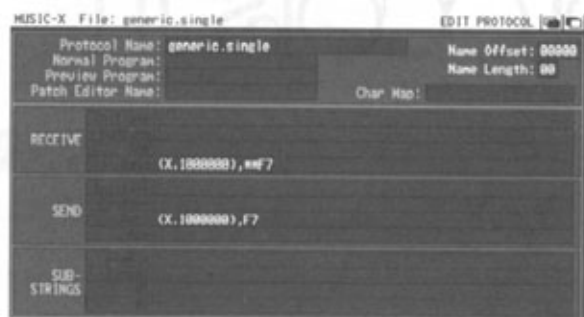 MUSIC-X File: generic.single EDIT PROTOCOL
Protocol Name: generic.single Name Offset: 00000
Normal Program: Name Length: 00
Preview Program:
Patch Editor Name: Char Map:
RECEIVE
(X.1000000),**F7
SEND
(X.1000000),F7
SUB-
STRINGS